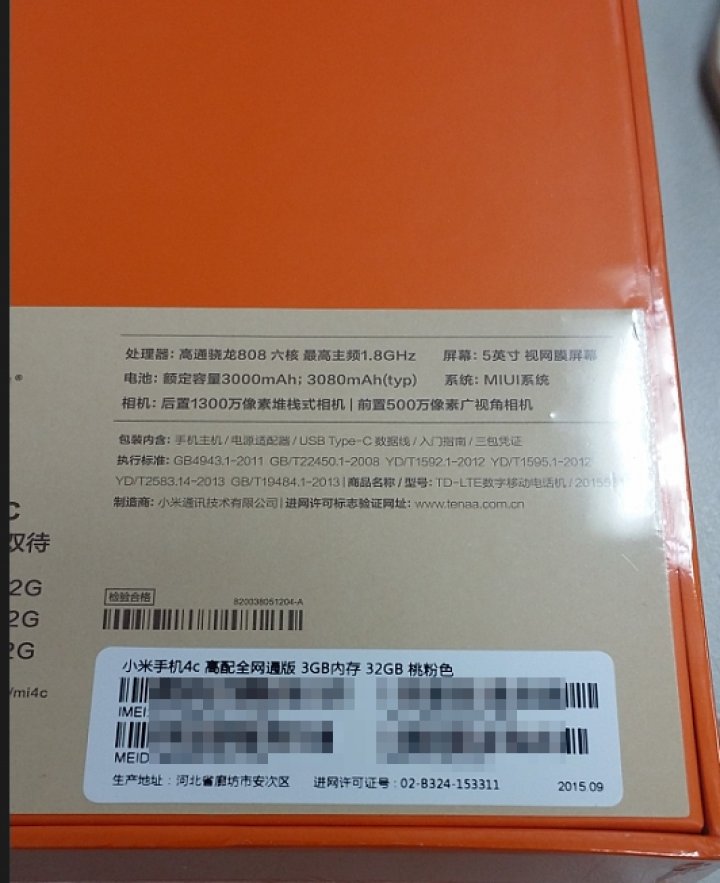 处理器: 高通骁龙808 六核 最高主频1.8GHz 屏幕: 5英寸 视网膜屏幕
电池: 额定容量3000mAh; 3080mAh(typ) 系统: MIUI系统
相机: 后置1300万像素堆栈式相机 | 前置500万像素广视角相机
包装内含: 手机主机 / 电源适配器 / USB Type-C 数据线 / 入门指南 / 三包凭证
执行标准: GB4943.1-2011 GB/T22450.1-2008 YD/T1592.1-2012 YD/T1595.1-2012
YD/T2583.14-2013 GB/T19484.1-2013 | 商品名称 / 型号: TD-LTE数字移动电话机 /
制造商: 小米通讯技术有限公司 | 进网许可标志验证网址: www.tenaa.com.cn
C
双待
2G
2G
2G
/mi4c
检验合格 820038051204-A
小米手机4c 高配全网通版 3GB内存 32GB 桃粉色
IMEI:
MEID
生产地址: 河北省廊坊市安次区 进网许可证号: 02-B324-153311 2015.09